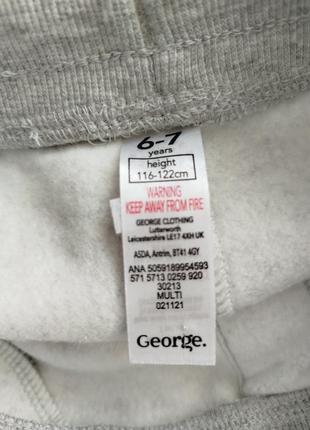 6-7
years
height
116-122cm
WARNING
KEEP AWAY FROM FIRE
GEORGE CLOTHING
Lutterworth
Leicestershire LE17 4XH UK
ASDA, Antrim, BT41 4GY
ANA 5059189954593
571 5713 0259 920
30213
MULTI
021121
George.